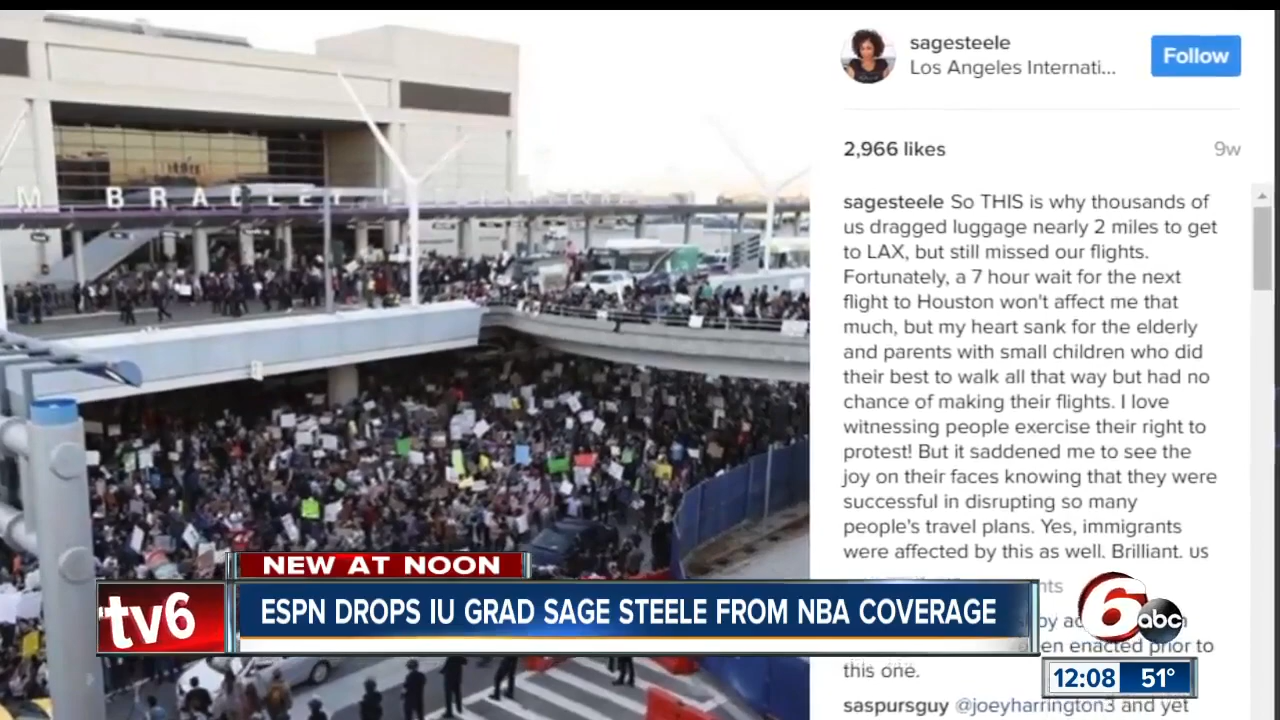 sagesteele
Los Angeles Internati...
Follow
2,966 likes
9w
sagesteele So THIS is why thousands of
us dragged luggage nearly 2 miles to get
to LAX, but still missed our flights.
Fortunately, a 7 hour wait for the next
flight to Houston won't affect me that
much, but my heart sank for the elderly
and parents with small children who did
their best to walk all that way but had no
chance of making their flights. I love
witnessing people exercise their right to
protest! But it saddened me to see the
joy on their faces knowing that they were
successful in disrupting so many
people's travel plans. Yes, immigrants
were affected by this as well. Brilliant. us
prior to
this one.
saspursguy @joeyharrington3 and yet
M BRADLEY
NEW AT NOON
rtv6
ESPN DROPS IU GRAD SAGE STEELE FROM NBA COVERAGE
6 abc
12:08 51°